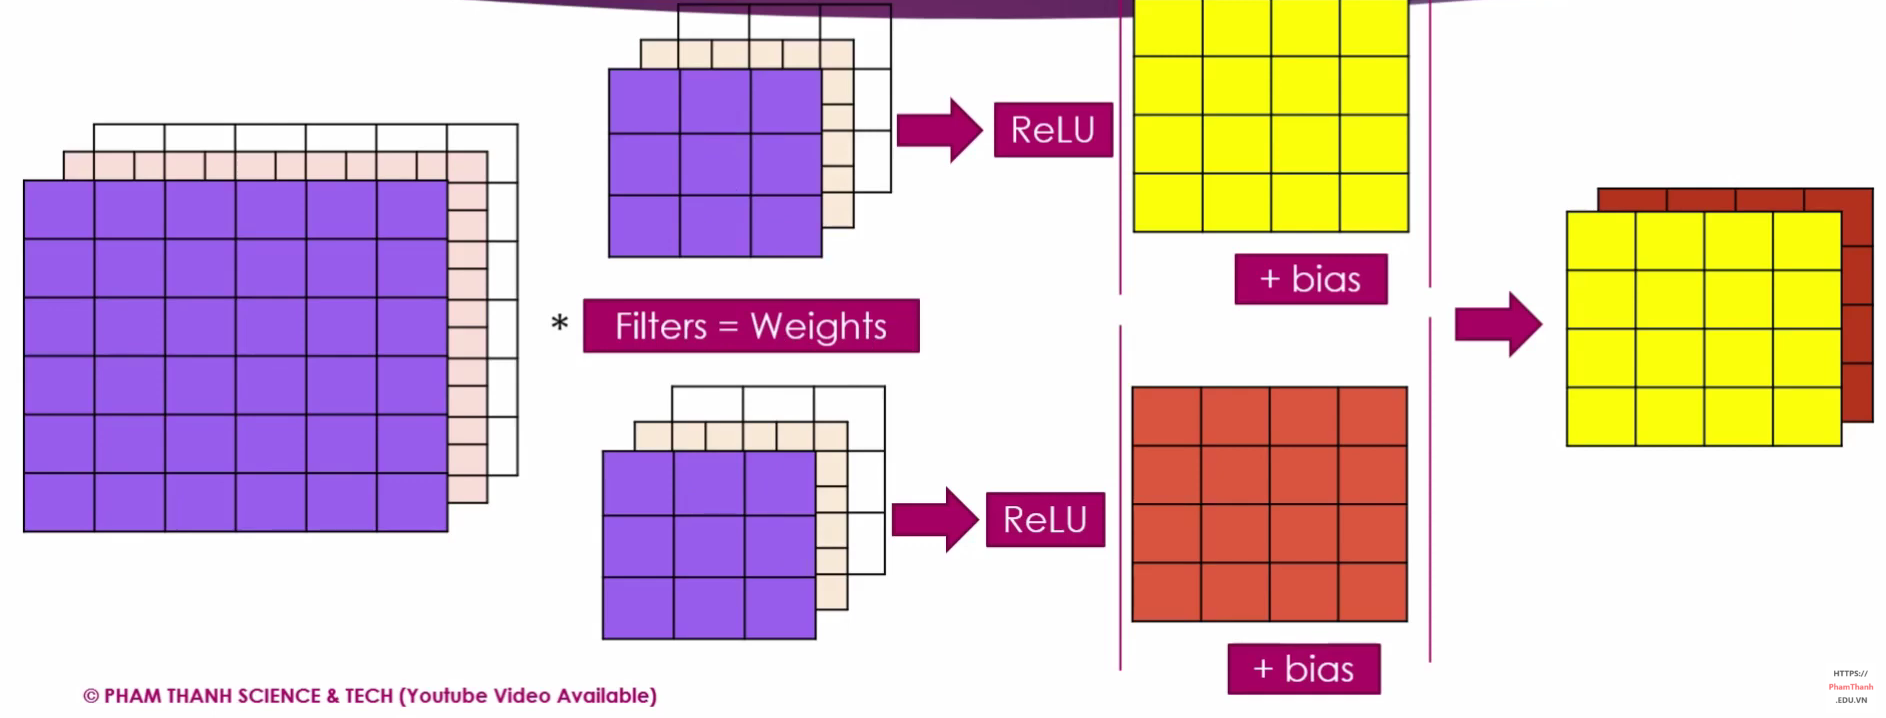 ReLU
+ bias
*
Filters = Weights
ReLU
+ bias
© PHAM THANH SCIENCE & TECH (Youtube Video Available)
HTTPS://
PhamThanh
.EDU.VN